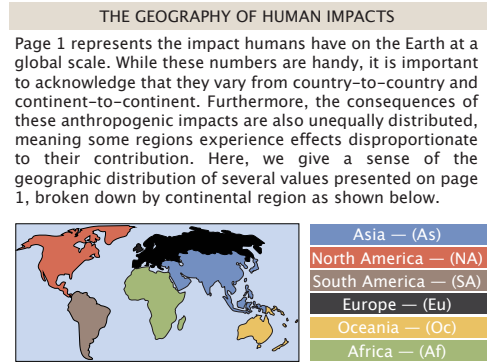 THE GEOGRAPHY OF HUMAN IMPACTS
Page 1 represents the impact humans have on the Earth at a
global scale. While these numbers are handy, it is important
to acknowledge that they vary from country-to-country and
continent-to-continent. Furthermore, the consequences of
these anthropogenic impacts are also unequally distributed,
meaning some regions experience effects disproportionate
to their contribution. Here, we give a sense of the
geographic distribution of several values presented on page
1, broken down by continental region as shown below.
Asia — (As)
North America — (NA)
South America — (SA)
Europe — (Eu)
Oceania — (Oc)
Africa — (Af)